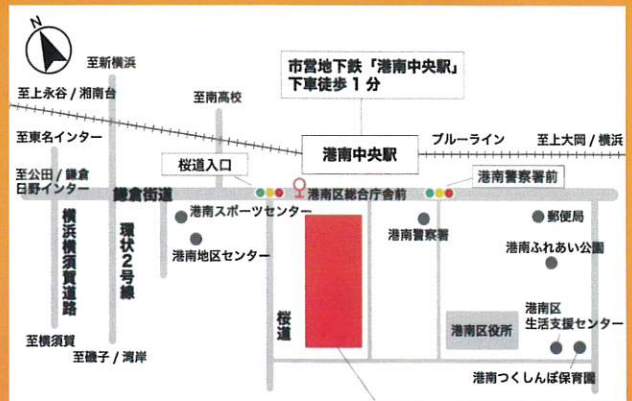 N
至新横浜
市営地下鉄「港南中央駅」
下車徒歩 1 分
至上永谷 / 湘南台
至南高校
至東名インター
港南中央駅
ブルーライン
至上大岡 / 横浜
桜道入口
港南警察署前
至公田 / 鎌倉
日野インター
鎌倉街道
港南区総合庁舎前
港南スポーツセンター
港南地区センター
港南警察署
郵便局
港南ふれあい公園
横浜横須賀道路
環状２号線
桜道
港南区役所
港南区
生活支援センター
至横須賀
至磯子 / 湾岸
港南つくしんぼ保育園